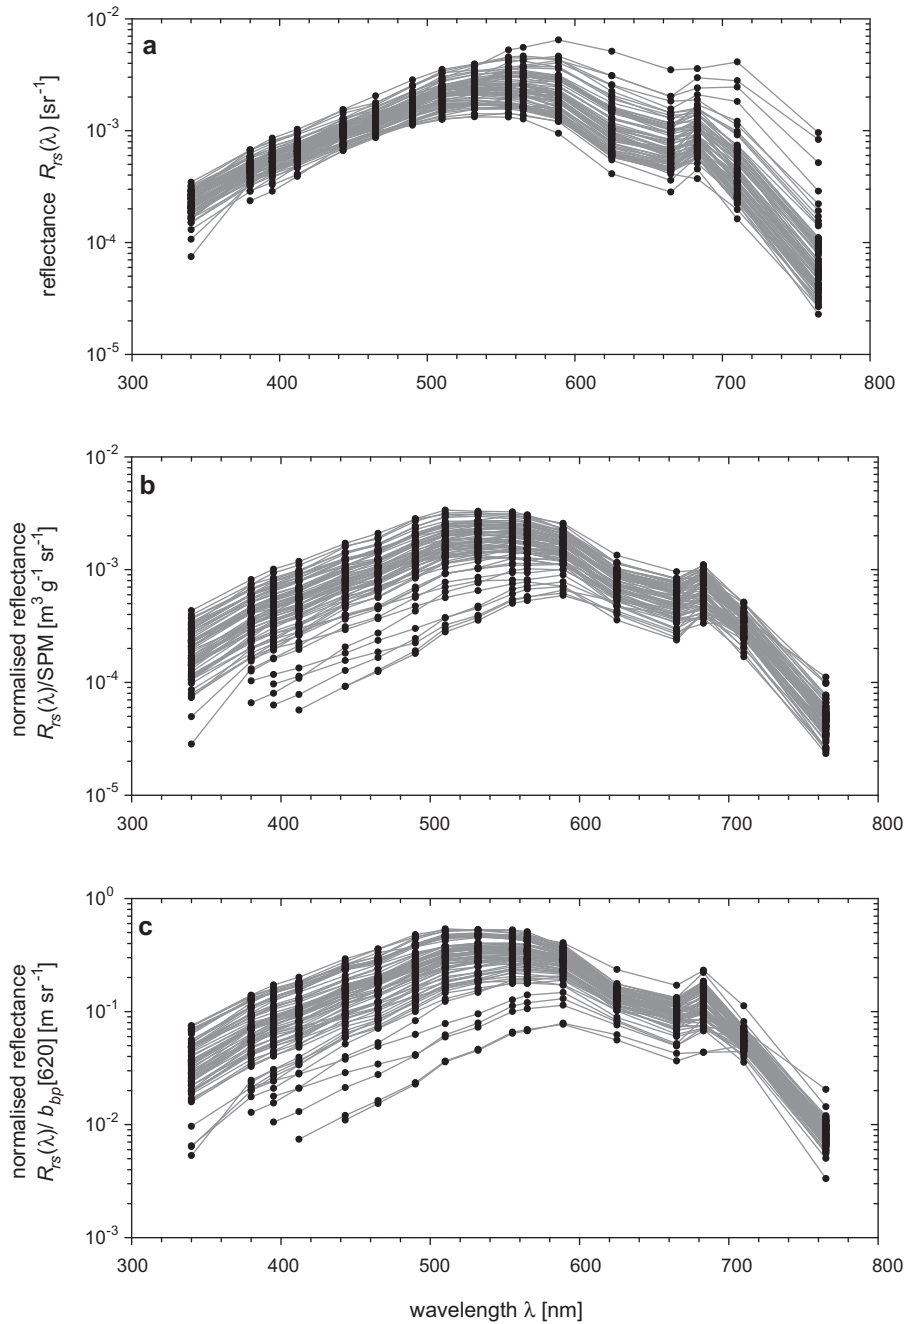 a
reflectance R_rs(λ) [sr⁻¹]
10⁻²
10⁻³
10⁻⁴
10⁻⁵
300 400 500 600 700 800
b
normalised reflectance
R_rs(λ)/SPM [m³ g⁻¹ sr⁻¹]
10⁻²
10⁻³
10⁻⁴
10⁻⁵
300 400 500 600 700 800
c
normalised reflectance
R_rs(λ)/ b_bp[620] [m sr⁻¹]
10⁰
10⁻¹
10⁻²
10⁻³
300 400 500 600 700 800
wavelength λ [nm]